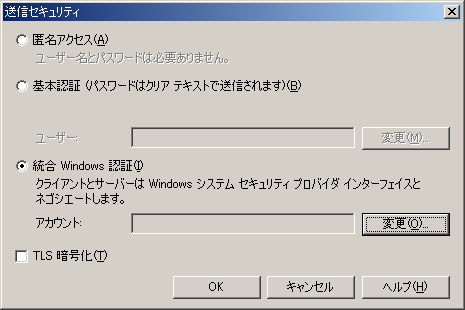 送信セキュリティ
匿名アクセス(A)
ユーザー名とパスワードは必要ありません。
基本認証 (パスワードはクリア テキストで送信されます)(B)
ユーザー:
変更(M)...
統合 Windows 認証(I)
クライアントとサーバーは Windows システム セキュリティ プロバイダ インターフェイスと
ネゴシエートします。
アカウント:
変更(O)...
TLS 暗号化(T)
OK
キャンセル
ヘルプ(H)